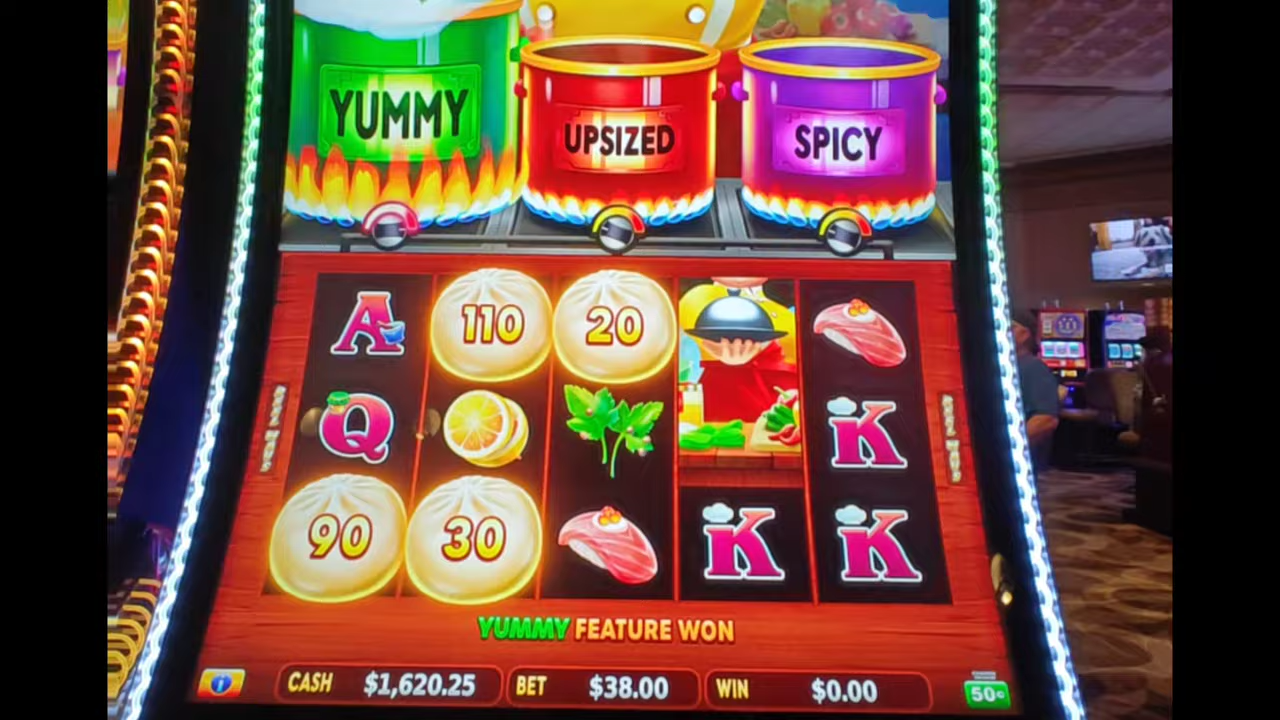 YUMMY
UPSIZED
SPICY
A 110 20
Q K
90 30 K K
YUMMY FEATURE WON
CASH $1,620.25 BET $38.00 WIN $0.00 50¢